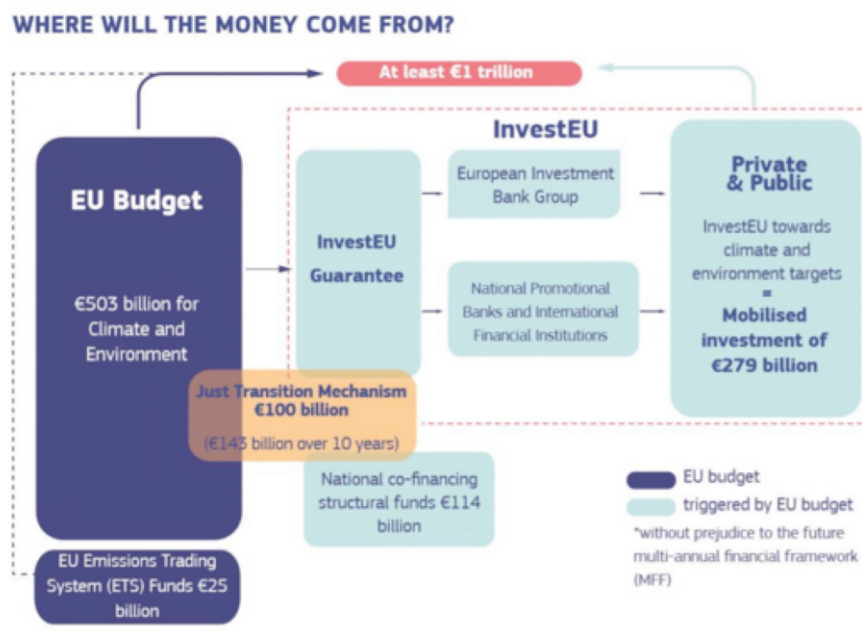 WHERE WILL THE MONEY COME FROM?
At least €1 trillion
EU Budget
€503 billion for
Climate and
Environment
InvestEU
InvestEU
Guarantee
European Investment
Bank Group
National Promotional
Banks and International
Financial Institutions
Private
& Public
InvestEU towards
climate and
environment targets
=
Mobilised
investment of
€279 billion
Just Transition Mechanism
€100 billion
(€143 billion over 10 years)
National co-financing
structural funds €114
billion
EU Emissions Trading
System (ETS) Funds €25
billion
EU budget
triggered by EU budget
*without prejudice to the future
multi-annual financial framework
(MFF)